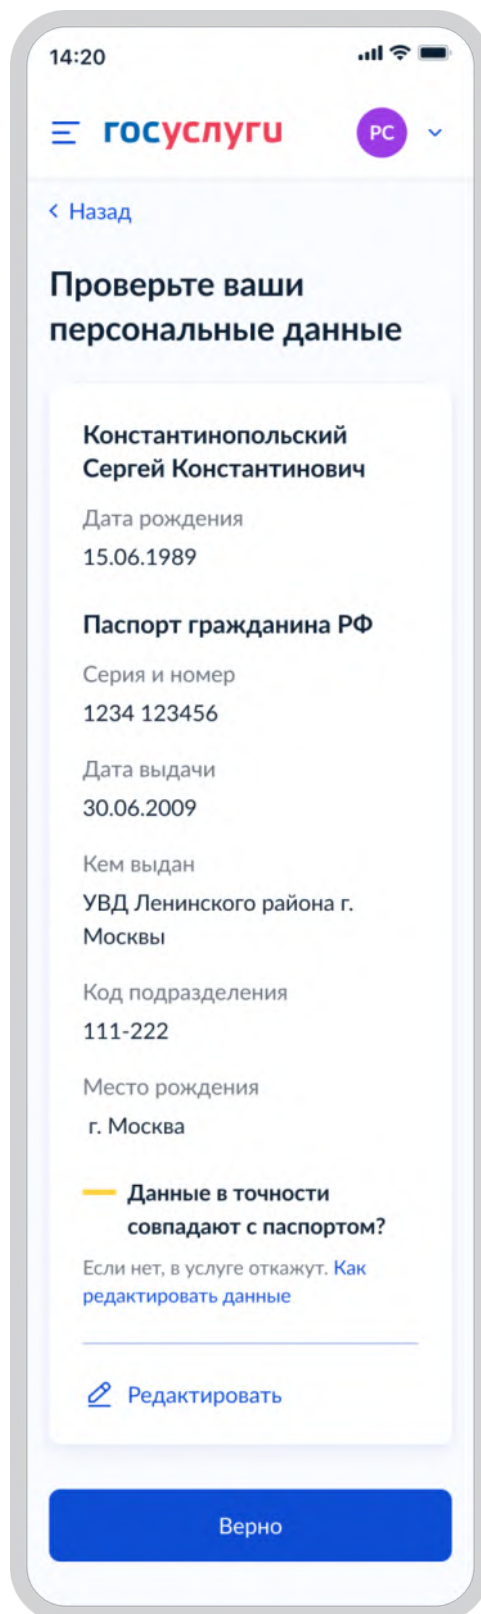 14:20
госуслуги
РС
Назад
Проверьте ваши
персональные данные
Константинопольский
Сергей Константинович
Дата рождения
15.06.1989
Паспорт гражданина РФ
Серия и номер
1234 123456
Дата выдачи
30.06.2009
Кем выдан
УВД Ленинского района г.
Москвы
Код подразделения
111-222
Место рождения
г. Москва
Данные в точности
совпадают с паспортом?
Если нет, в услуге откажут. Как
редактировать данные
Редактировать
Верно